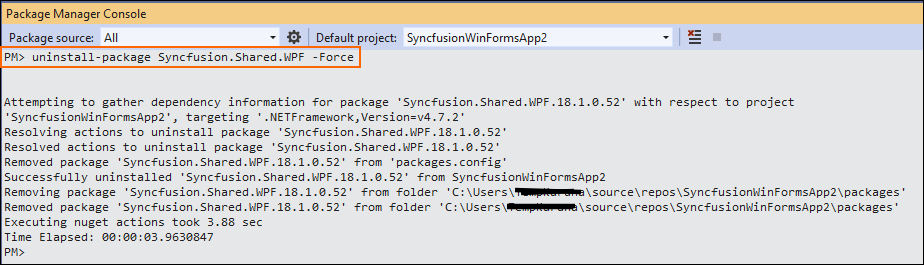 Package Manager Console
Package source: All Default project: SyncfusionWinFormsApp2
PM> uninstall-package Syncfusion.Shared.WPF -Force
Attempting to gather dependency information for package 'Syncfusion.Shared.WPF.18.1.0.52' with respect to project
'SyncfusionWinFormsApp2', targeting '.NETFramework,Version=v4.7.2'
Resolving actions to uninstall package 'Syncfusion.Shared.WPF.18.1.0.52'
Resolved actions to uninstall package 'Syncfusion.Shared.WPF.18.1.0.52'
Removed package 'Syncfusion.Shared.WPF.18.1.0.52' from 'packages.config'
Successfully uninstalled 'Syncfusion.Shared.WPF.18.1.0.52' from SyncfusionWinFormsApp2
Removing package 'Syncfusion.Shared.WPF.18.1.0.52' from folder 'C:\Users\ \source\repos\SyncfusionWinFormsApp2\packages'
Removed package 'Syncfusion.Shared.WPF.18.1.0.52' from folder 'C:\Users\ \source\repos\SyncfusionWinFormsApp2\packages'
Executing nuget actions took 3.88 sec
Time Elapsed: 00:00:03.9630847
PM>